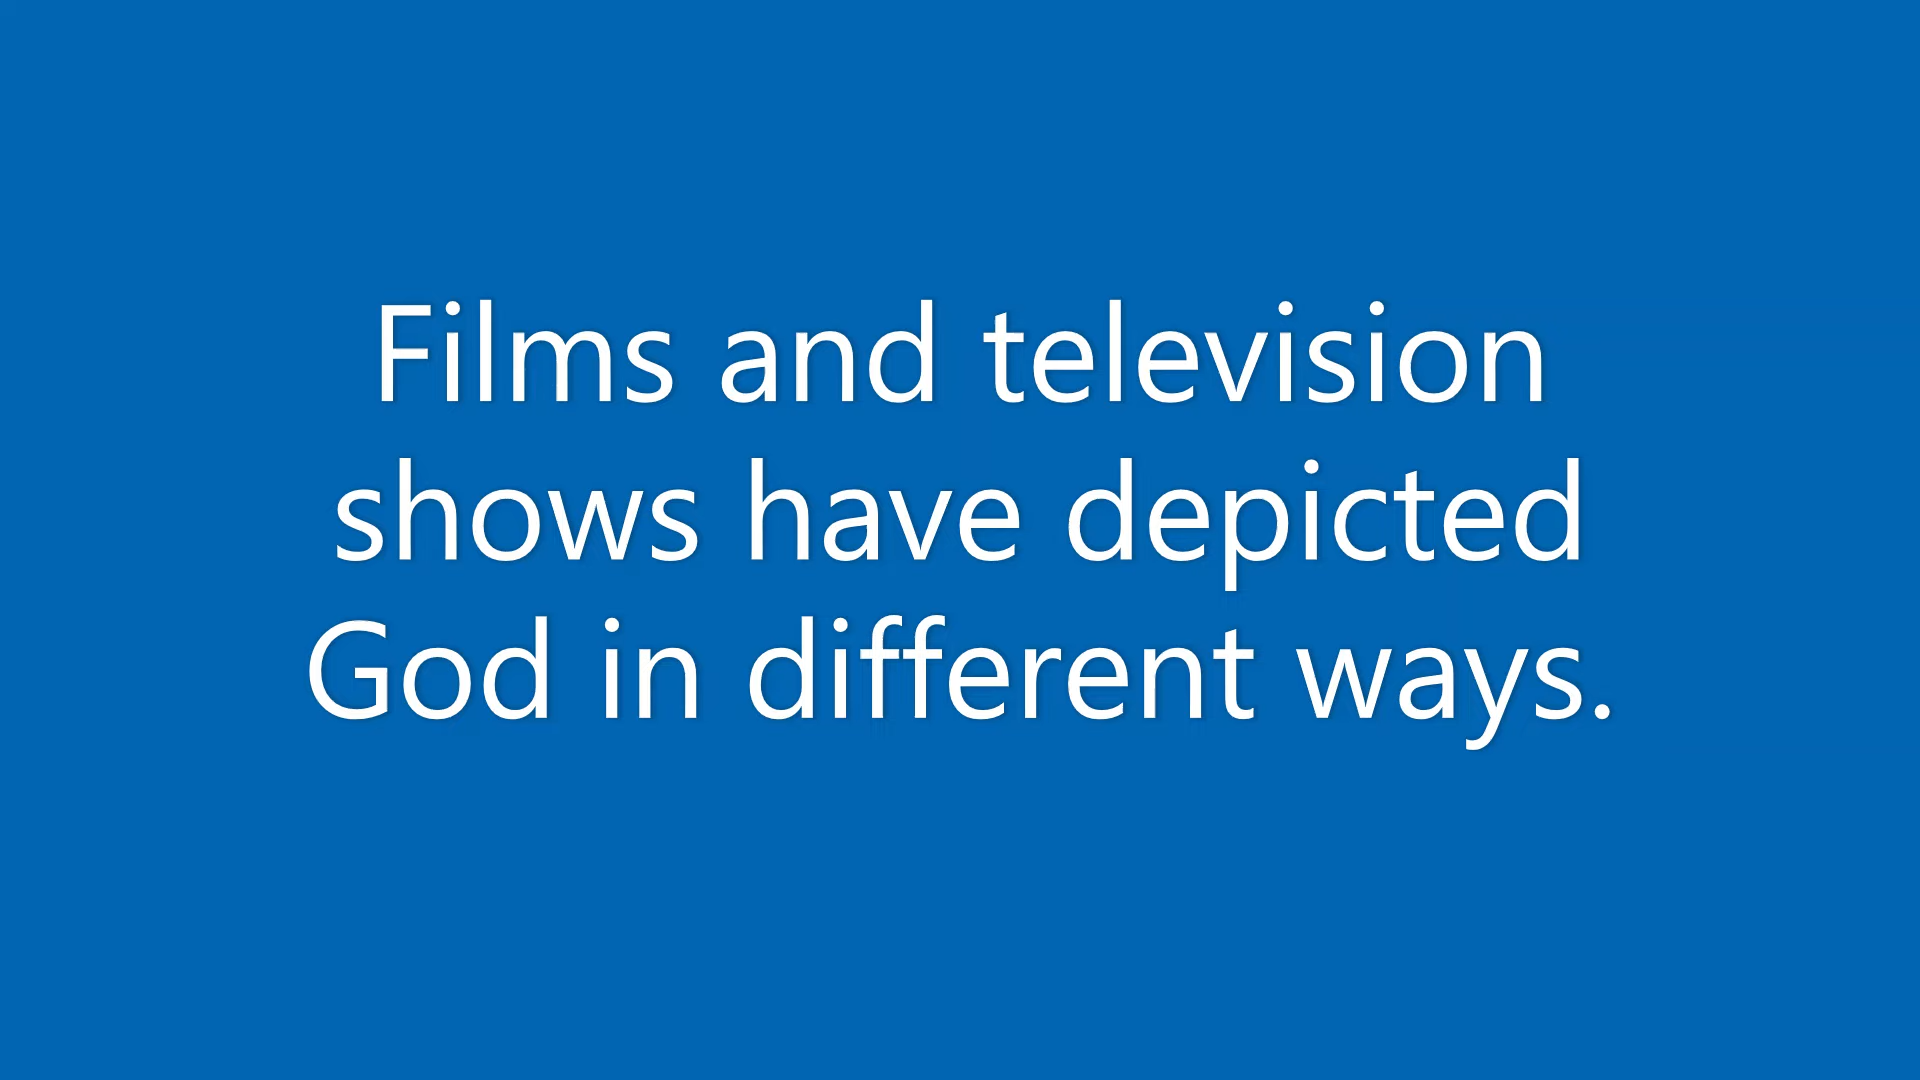 Films and television
shows have depicted
God in different ways.